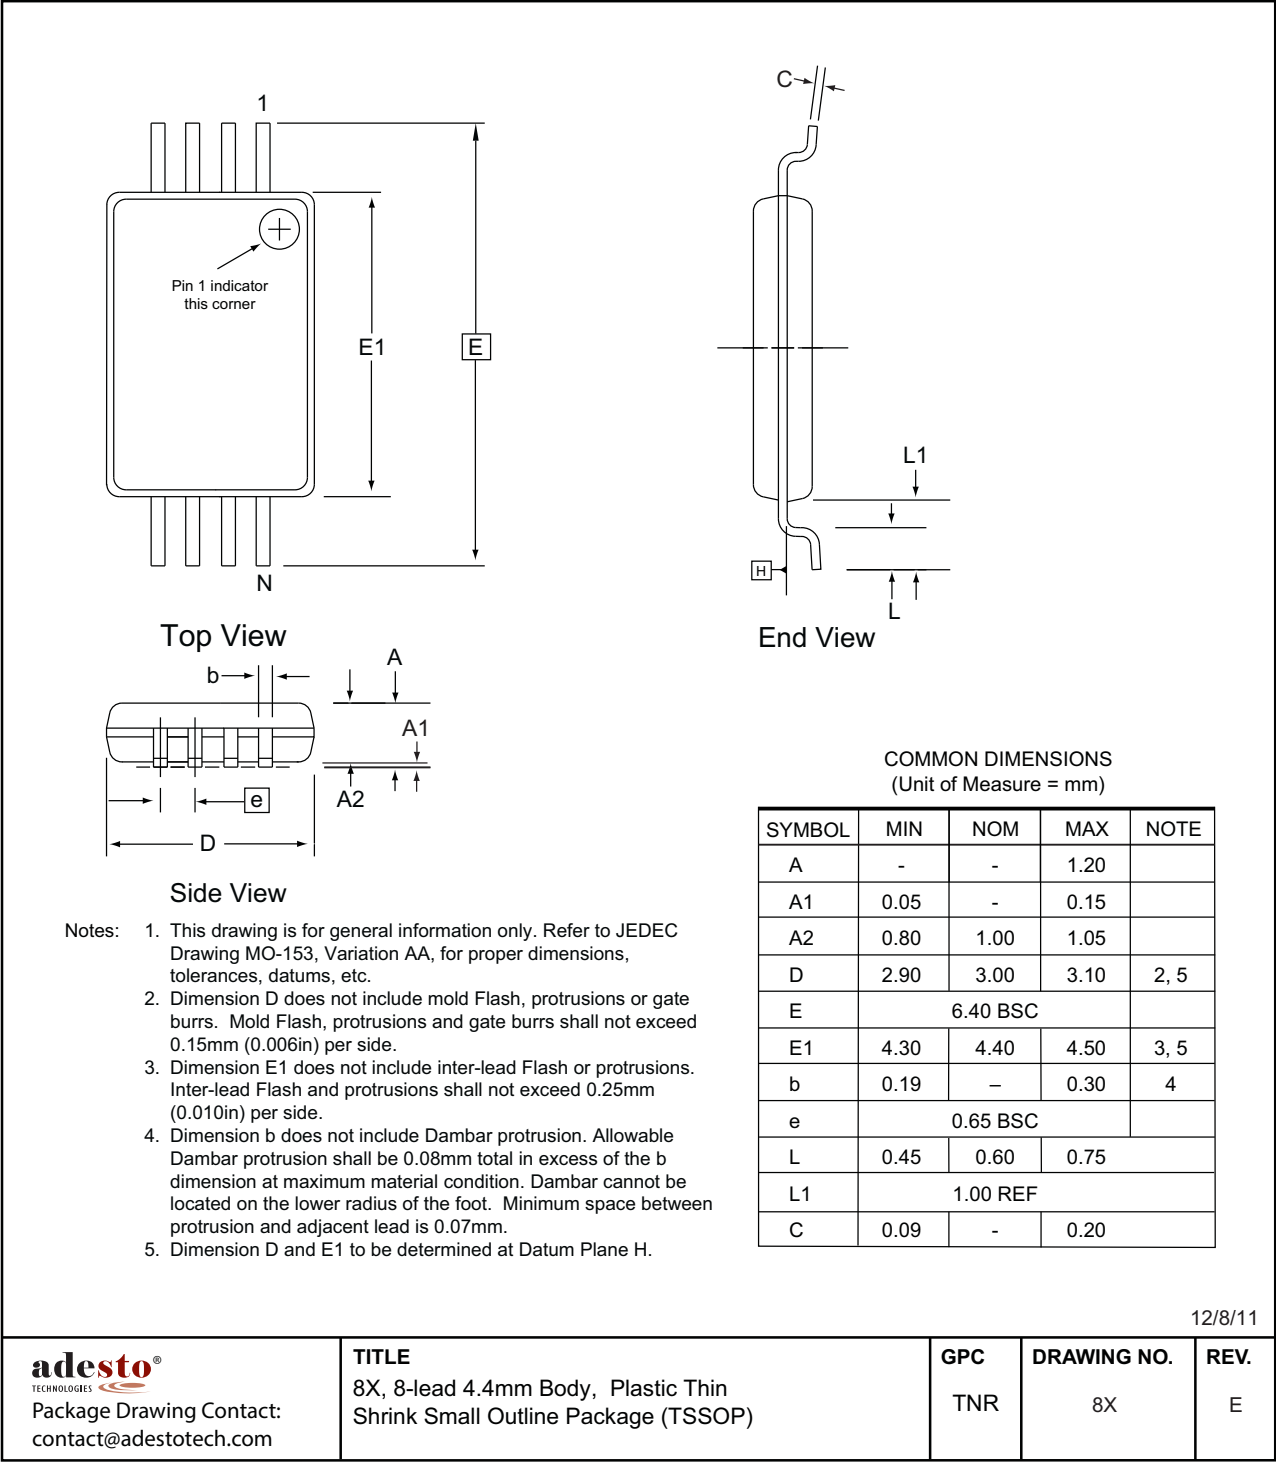 1
C
Pin 1 indicator
this corner
E1
E
L1
H
N
L
Top View
End View
b
A
A1
e
A2
D
Side View
COMMON DIMENSIONS
(Unit of Measure = mm)
SYMBOL MIN NOM MAX NOTE
A - - 1.20
A1 0.05 - 0.15
A2 0.80 1.00 1.05
D 2.90 3.00 3.10 2, 5
E 6.40 BSC
E1 4.30 4.40 4.50 3, 5
b 0.19 – 0.30 4
e 0.65 BSC
L 0.45 0.60 0.75
L1 1.00 REF
C 0.09 - 0.20
Notes: 1. This drawing is for general information only. Refer to JEDEC
Drawing MO-153, Variation AA, for proper dimensions,
tolerances, datums, etc.
2. Dimension D does not include mold Flash, protrusions or gate
burrs. Mold Flash, protrusions and gate burrs shall not exceed
0.15mm (0.006in) per side.
3. Dimension E1 does not include inter-lead Flash or protrusions.
Inter-lead Flash and protrusions shall not exceed 0.25mm
(0.010in) per side.
4. Dimension b does not include Dambar protrusion. Allowable
Dambar protrusion shall be 0.08mm total in excess of the b
dimension at maximum material condition. Dambar cannot be
located on the lower radius of the foot. Minimum space between
protrusion and adjacent lead is 0.07mm.
5. Dimension D and E1 to be determined at Datum Plane H.
12/8/11
adesto®
TECHNOLOGIES
Package Drawing Contact:
contact@adestotech.com
TITLE
8X, 8-lead 4.4mm Body, Plastic Thin
Shrink Small Outline Package (TSSOP)
GPC
TNR
DRAWING NO.
8X
REV.
E